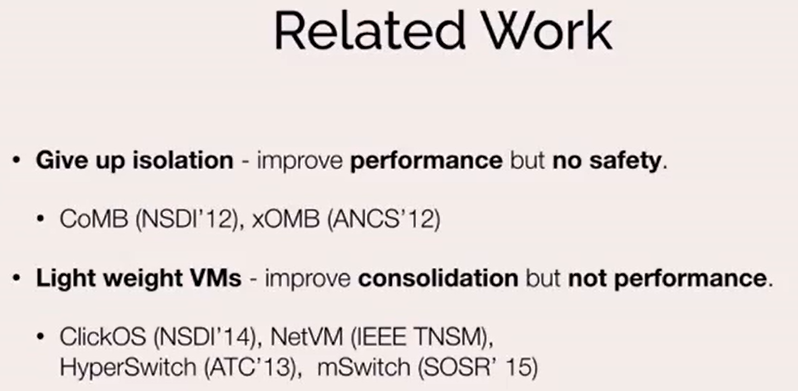 Related Work
• Give up isolation - improve performance but no safety.
• CoMB (NSDI'12), xOMB (ANCS'12)
• Light weight VMs - improve consolidation but not performance.
• ClickOS (NSDI'14), NetVM (IEEE TNSM),
HyperSwitch (ATC'13), mSwitch (SOSR' 15)